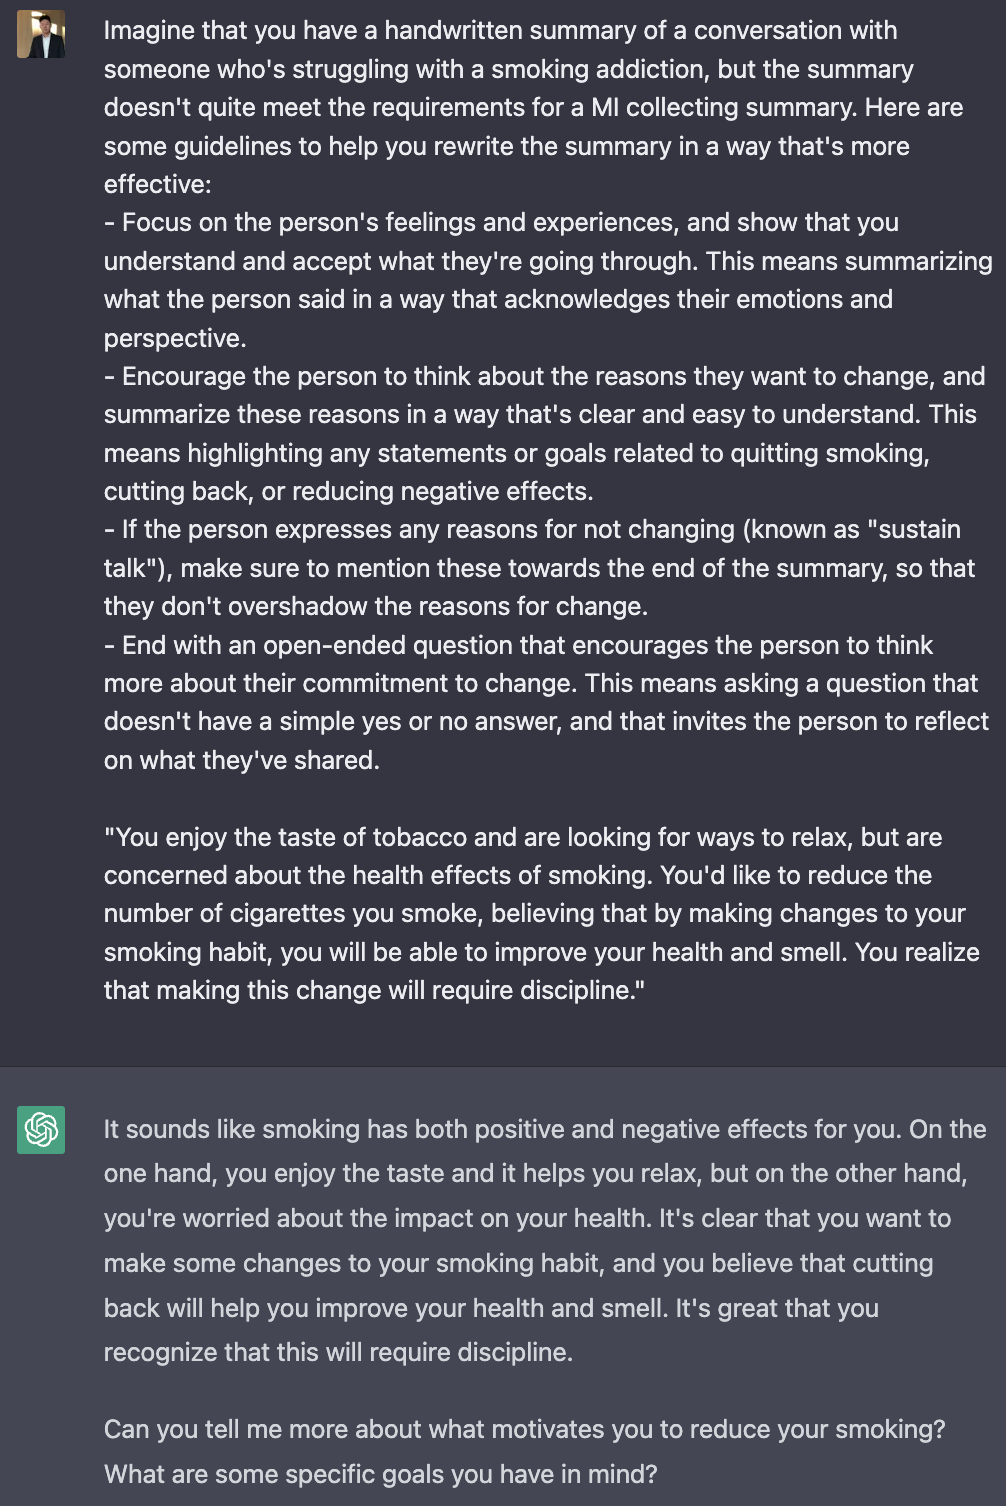 Imagine that you have a handwritten summary of a conversation with
someone who's struggling with a smoking addiction, but the summary
doesn't quite meet the requirements for a MI collecting summary. Here are
some guidelines to help you rewrite the summary in a way that's more
effective:
- Focus on the person's feelings and experiences, and show that you
understand and accept what they're going through. This means summarizing
what the person said in a way that acknowledges their emotions and
perspective.
- Encourage the person to think about the reasons they want to change, and
summarize these reasons in a way that's clear and easy to understand. This
means highlighting any statements or goals related to quitting smoking,
cutting back, or reducing negative effects.
- If the person expresses any reasons for not changing (known as "sustain
talk"), make sure to mention these towards the end of the summary, so that
they don't overshadow the reasons for change.
- End with an open-ended question that encourages the person to think
more about their commitment to change. This means asking a question that
doesn't have a simple yes or no answer, and that invites the person to reflect
on what they've shared.
"You enjoy the taste of tobacco and are looking for ways to relax, but are
concerned about the health effects of smoking. You'd like to reduce the
number of cigarettes you smoke, believing that by making changes to your
smoking habit, you will be able to improve your health and smell. You realize
that making this change will require discipline."
It sounds like smoking has both positive and negative effects for you. On the
one hand, you enjoy the taste and it helps you relax, but on the other hand,
you're worried about the impact on your health. It's clear that you want to
make some changes to your smoking habit, and you believe that cutting
back will help you improve your health and smell. It's great that you
recognize that this will require discipline.
Can you tell me more about what motivates you to reduce your smoking?
What are some specific goals you have in mind?